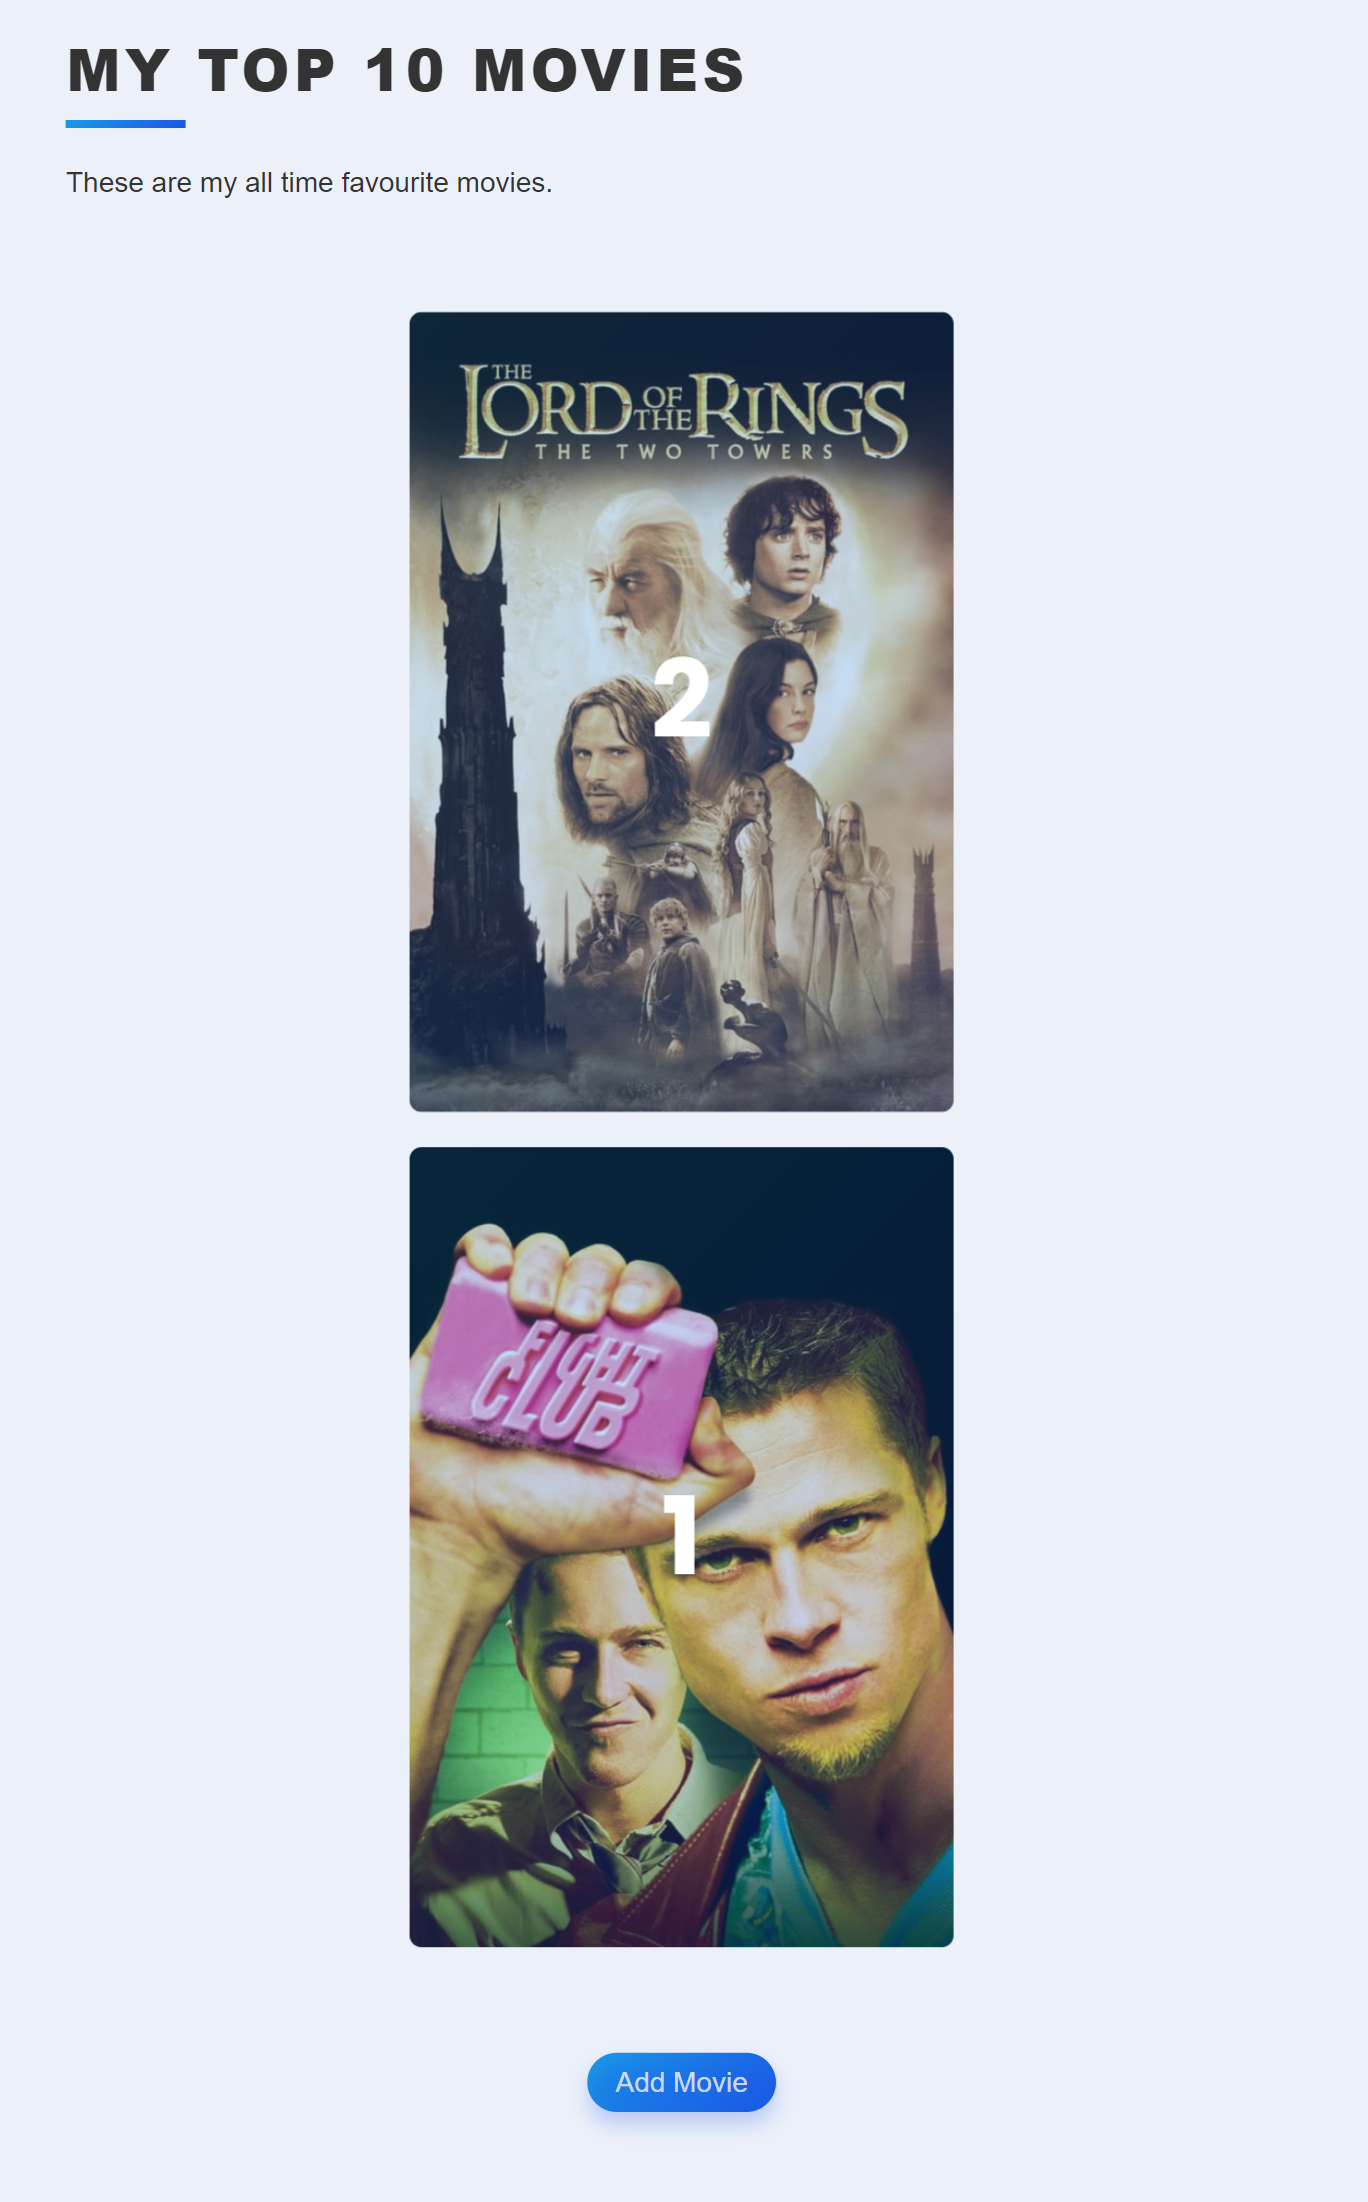 MY TOP 10 MOVIES
These are my all time favourite movies.
THE
LORD OF THE RINGS
THE TWO TOWERS
2
FIGHT
CLUB
1
Add Movie